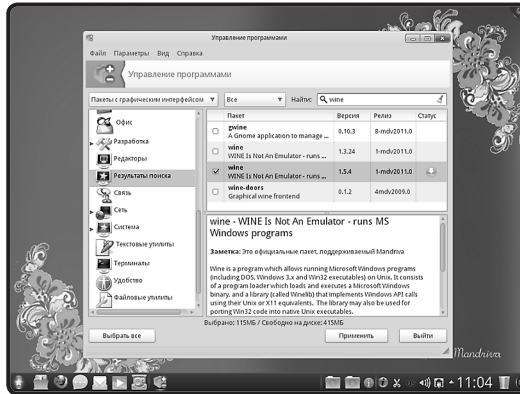 Управление программами
Файл Параметры Вид Справка
Управление программами
Пакеты с графическим интерфейсом Все Найти: wine
Офис
Разработка
Редакторы
Результаты поиска
Связь
Сеть
Система
Текстовые утилиты
Терминалы
Удобство
Файловые утилиты
Пакет Версия Релиз Статус
gwine
A Gnome application to manage ... 0.10.3 8-mdv2011.0
wine
WINE Is Not An Emulator - runs ... 1.3.24 1-mdv2011.0
wine
WINE Is Not An Emulator - runs ... 1.5.4 1-mdv2011.0
wine-doors
Graphical wine frontend 0.1.2 4mdv2009.0
wine - WINE Is Not An Emulator - runs MS
Windows programs
Заметка: Это официальные пакет, поддерживаемый Mandriva
Wine is a program which allows running Microsoft Windows programs
(including DOS, Windows 3.x and Win32 executables) on Unix. It consists
of a program loader which loads and executes a Microsoft Windows
binary, and a library (called Winelib) that implements Windows API calls
using their Unix or X11 equivalents. The library may also be used for
porting Win32 code into native Unix executables.
Выбрано: 115МБ / Свободно на диске: 415МБ
Выбрать все Применить Выйти
Mandriva
11:04